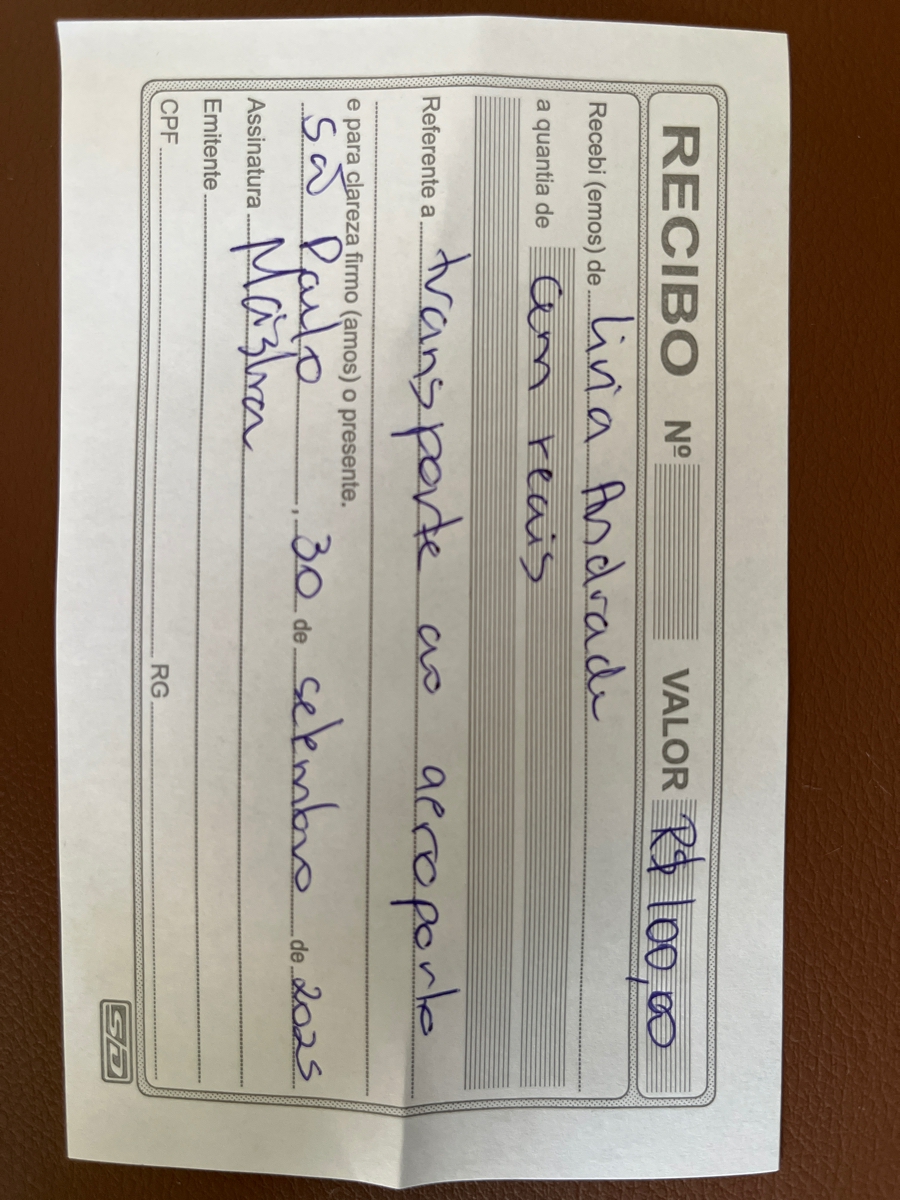 RECIBO Nº VALOR R$ 100,00
Recebi (emos) de Livia Andrade
a quantia de cem reais
Referente a transporte ao aeroporto
e para clareza firmo (amos) o presente.
São Paulo, 30 de setembro de 2025
Assinatura
Emitente
CPF RG
SD